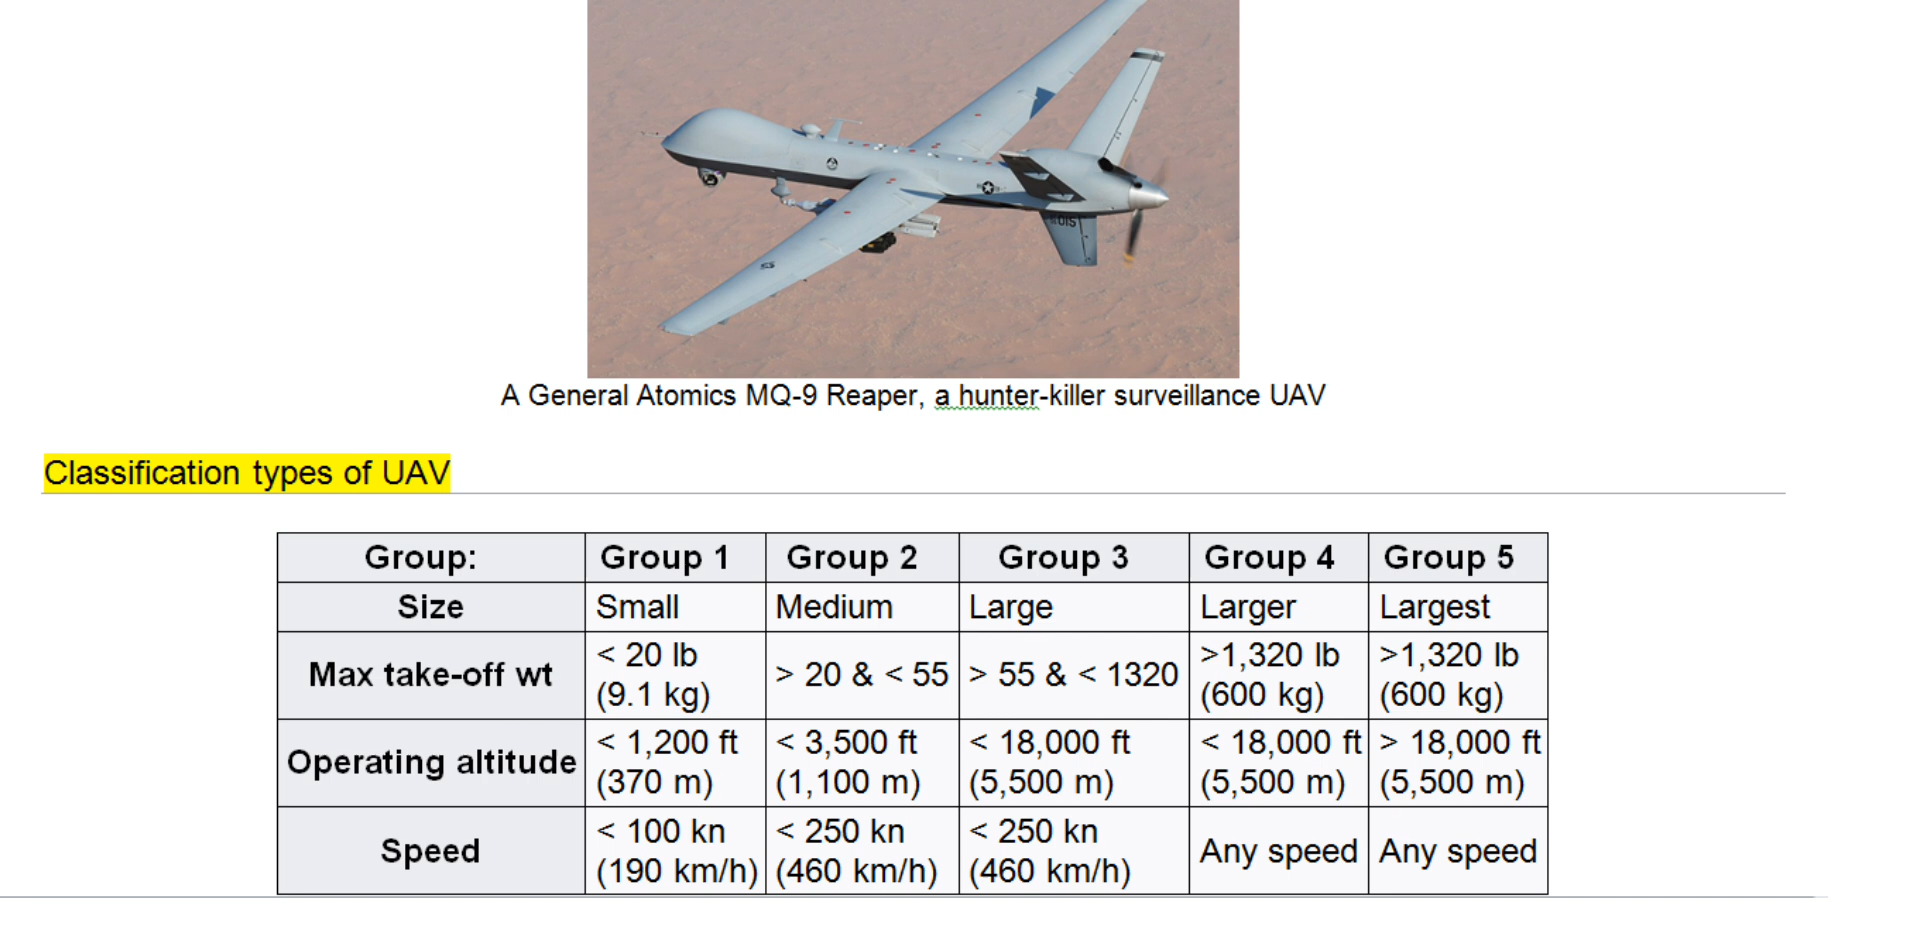 015
A General Atomics MQ-9 Reaper, a hunter-killer surveillance UAV
Classification types of UAV
Group: Group 1 Group 2 Group 3 Group 4 Group 5
Size Small Medium Large Larger Largest
Max take-off wt < 20 lb (9.1 kg) > 20 & < 55 > 55 & < 1320 >1,320 lb (600 kg) >1,320 lb (600 kg)
Operating altitude < 1,200 ft (370 m) < 3,500 ft (1,100 m) < 18,000 ft (5,500 m) < 18,000 ft (5,500 m) > 18,000 ft (5,500 m)
Speed < 100 kn (190 km/h) < 250 kn (460 km/h) < 250 kn (460 km/h) Any speed Any speed